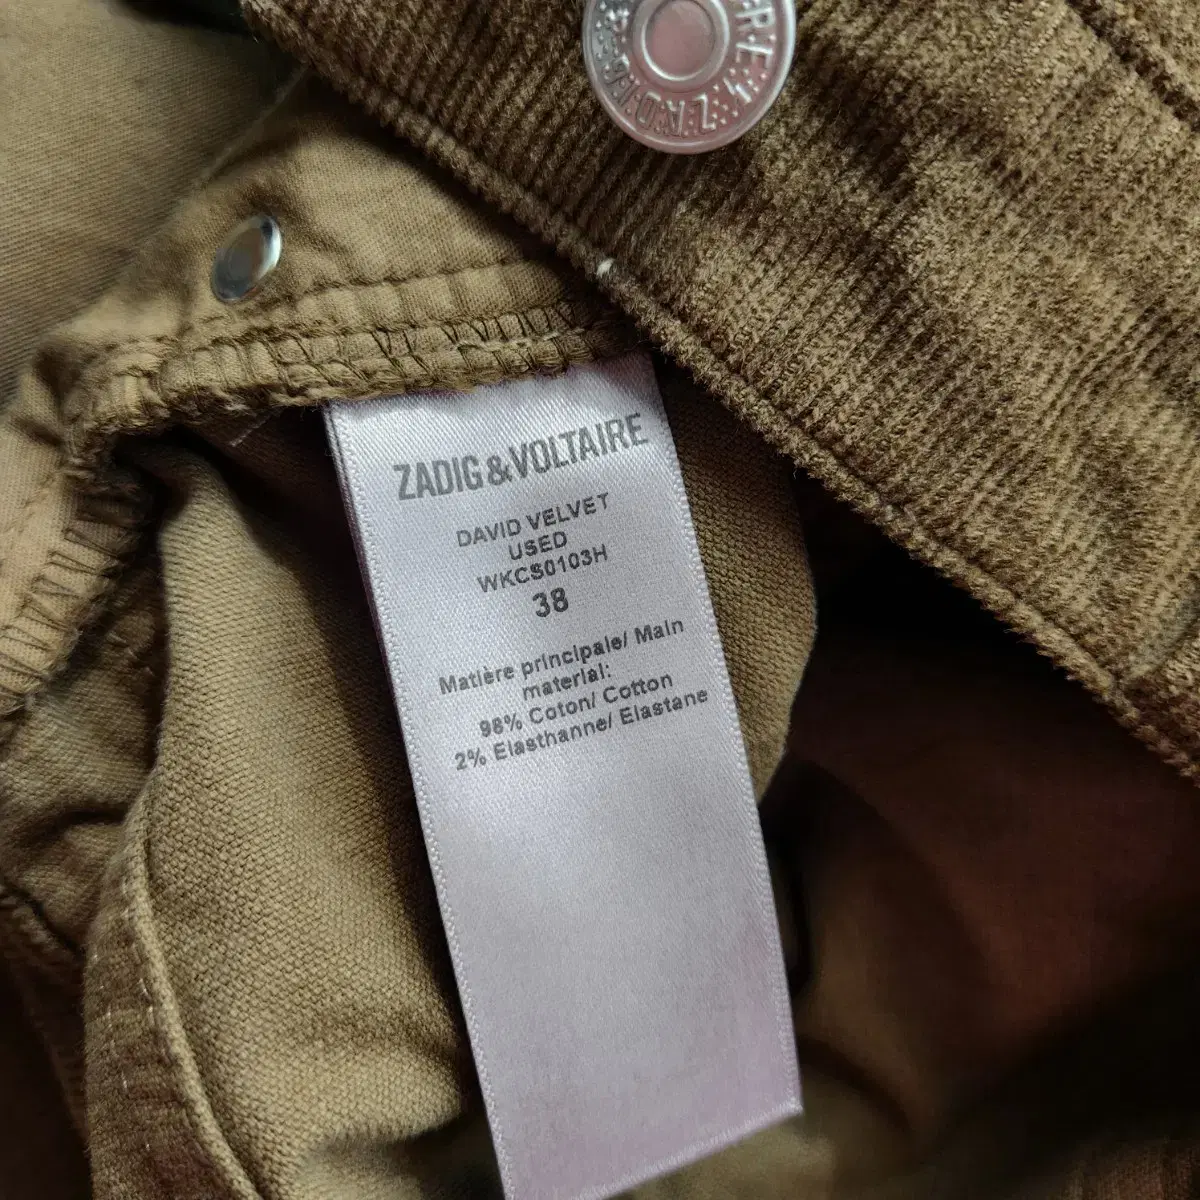 ZADIG&VOLTAIRE
DAVID VELVET
USED
WKCS0103H
38
Matière principale/ Main
material:
98% Coton/ Cotton
2% Elasthanne/ Elastane